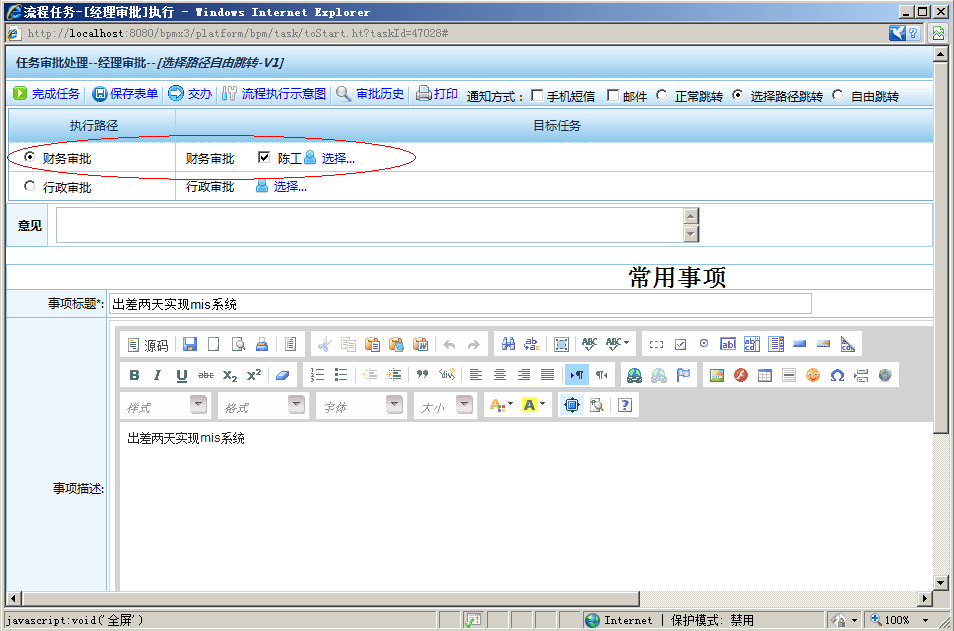 流程任务-[经理审批]执行 - Windows Internet Explorer
http://localhost:8080/bpmx3/platform/bpm/task/toStart.ht?taskId=47028#
任务审批处理--经理审批--[选择路径自由跳转-V1]
完成任务 保存表单 交办 流程执行示意图 审批历史 打印 通知方式： 手机短信 邮件 正常跳转 选择路径跳转 自由跳转
执行路径 目标任务
财务审批 财务审批 陈工 选择...
行政审批 行政审批 选择...
意见
常用事项
事项标题*: 出差两天实现mis系统
源码
样式 格式 字体 大小
出差两天实现mis系统
事项描述:
javascript:void('全屏') Internet | 保护模式: 禁用 100%